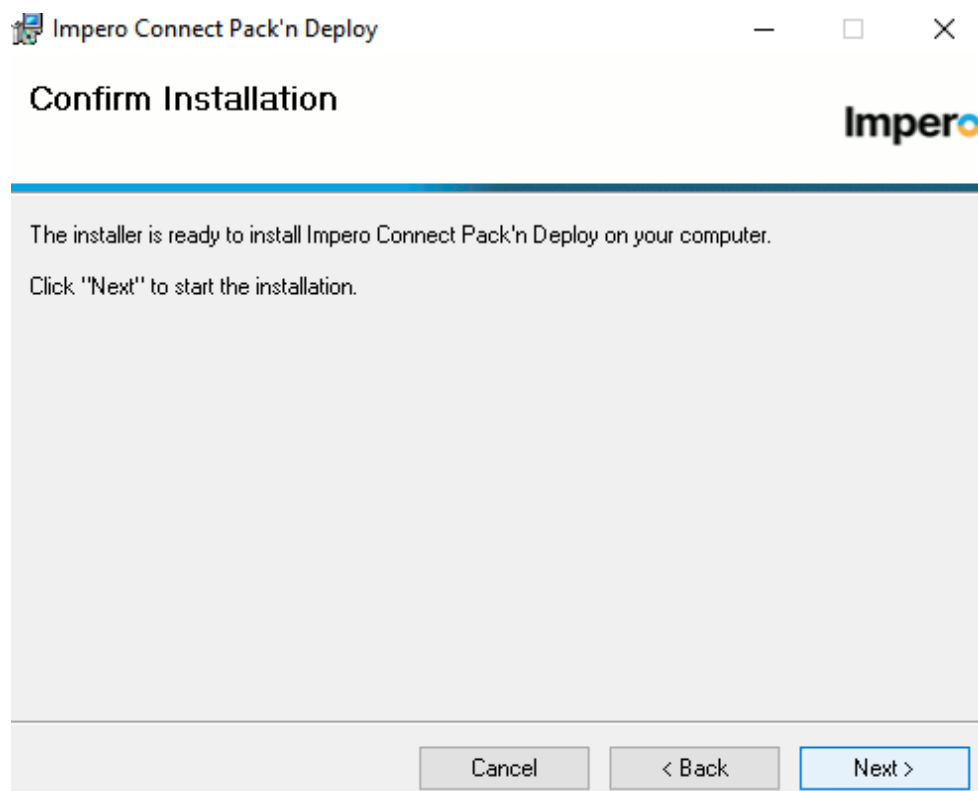 Impero Connect Pack'n Deploy
Confirm Installation
Impero
The installer is ready to install Impero Connect Pack'n Deploy on your computer.
Click "Next" to start the installation.
Cancel
< Back
Next >